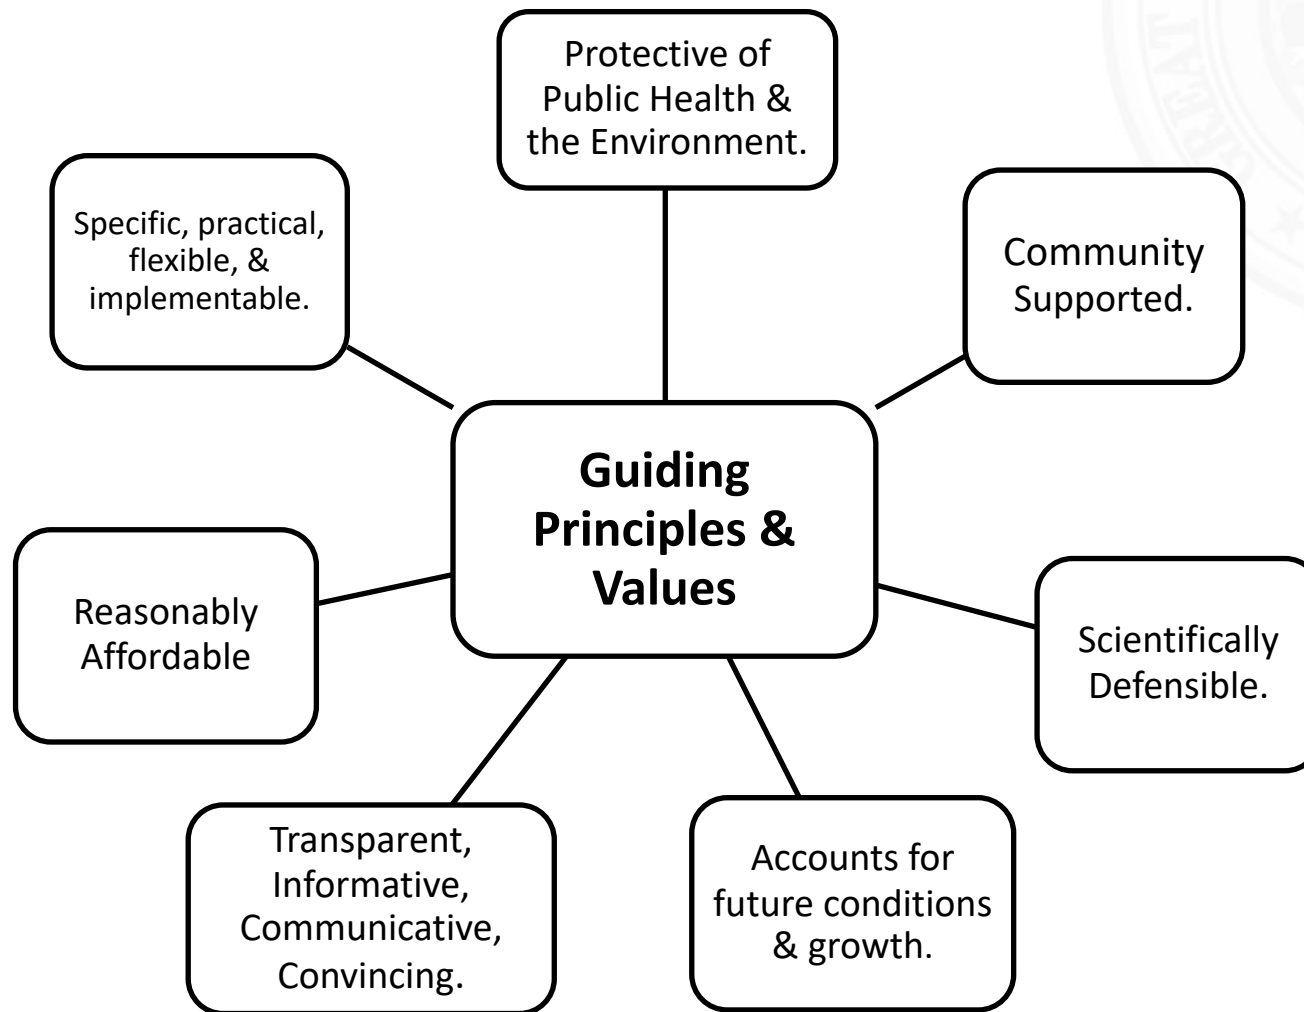 Protective of
Public Health &
the Environment.
Specific, practical,
flexible, &
implementable.
Community
Supported.
Guiding
Principles &
Values
Reasonably
Affordable
Scientifically
Defensible.
Transparent,
Informative,
Communicative,
Convincing.
Accounts for
future conditions
& growth.